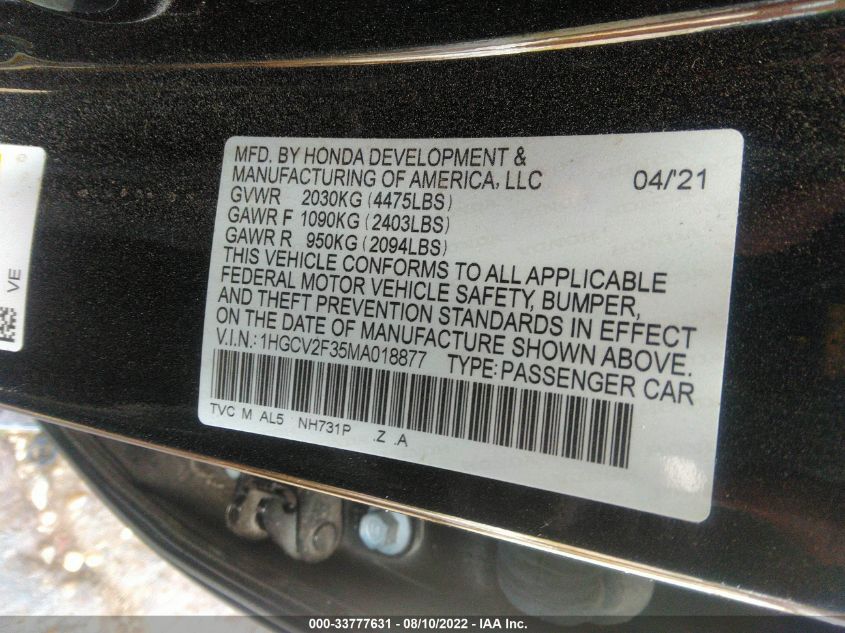 MFD. BY HONDA DEVELOPMENT &
MANUFACTURING OF AMERICA, LLC 04/'21
GVWR 2030KG (4475LBS)
GAWR F 1090KG (2403LBS)
GAWR R 950KG (2094LBS)
THIS VEHICLE CONFORMS TO ALL APPLICABLE
FEDERAL MOTOR VEHICLE SAFETY, BUMPER,
AND THEFT PREVENTION STANDARDS IN EFFECT
ON THE DATE OF MANUFACTURE SHOWN ABOVE.
V.I.N.:1HGCV2F35MA018877 TYPE:PASSENGER CAR
TVC M AL5 NH731P .Z .A
VE
000-33777631 - 08/10/2022 - IAA Inc.